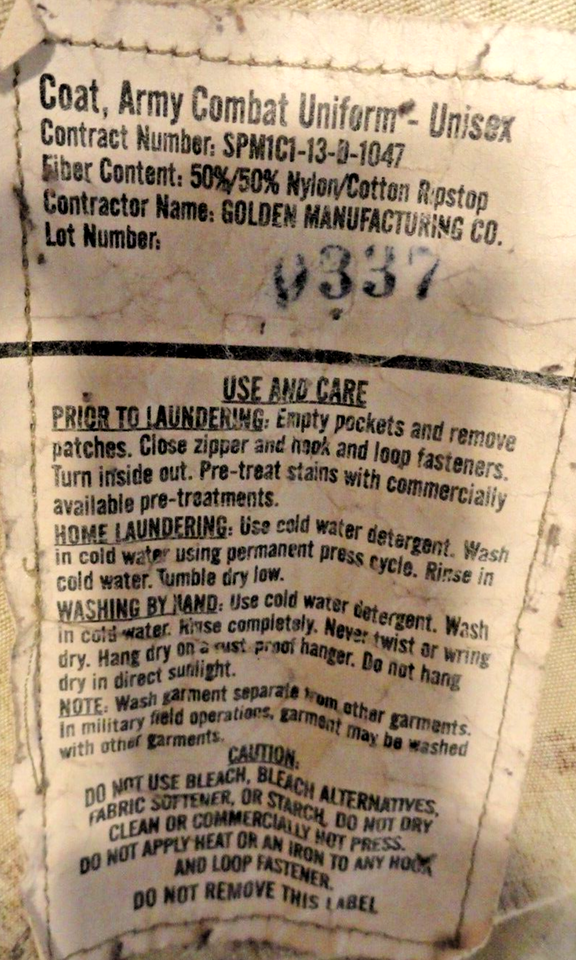 Coat, Army Combat Uniform - Unisex
Contract Number: SPM1C1-13-D-1047
Fiber Content: 50%/50% Nylon/Cotton Ripstop
Contractor Name: GOLDEN MANUFACTURING CO.
Lot Number:
0337
USE AND CARE
PRIOR TO LAUNDERING: Empty pockets and remove
patches. Close zipper and hook and loop fasteners.
Turn inside out. Pre-treat stains with commercially
available pre-treatments.
HOME LAUNDERING: Use cold water detergent. Wash
in cold water using permanent press cycle. Rinse in
cold water. Tumble dry low.
WASHING BY HAND: Use cold water detergent. Wash
in cold water. Rinse completely. Never twist or wring
dry. Hang dry on a rust proof hanger. Do not hang
dry in direct sunlight.
NOTE: Wash garment separate from other garments.
In military field operations, garment may be washed
with other garments.
CAUTION:
DO NOT USE BLEACH, BLEACH ALTERNATIVES,
FABRIC SOFTENER, OR STARCH, DO NOT DRY
CLEAN OR COMMERCIALLY HOT PRESS.
DO NOT APPLY HEAT OR AN IRON TO ANY HOOK
AND LOOP FASTENER.
DO NOT REMOVE THIS LABEL